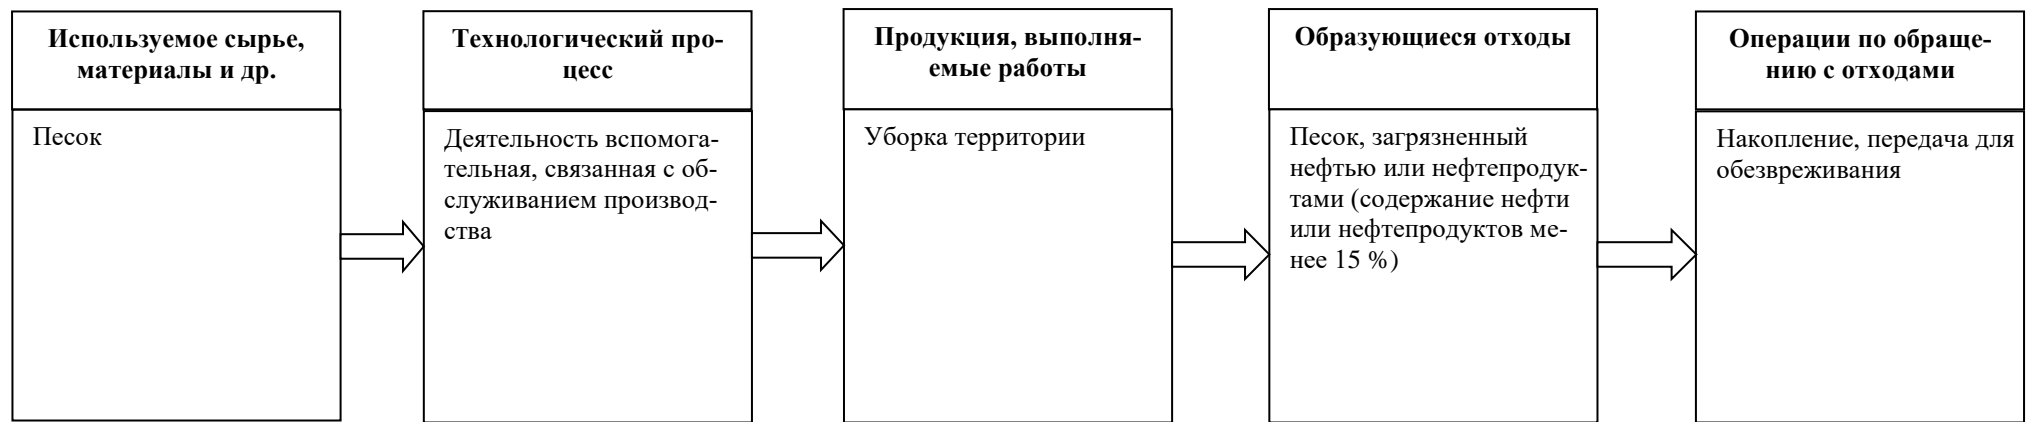 Используемое сырье,
материалы и др.
Песок
Технологический про-
цесс
Деятельность вспомога-
тельная, связанная с об-
служиванием производ-
ства
Продукция, выполня-
емые работы
Уборка территории
Образующиеся отходы
Песок, загрязненный
нефтью или нефтепродук-
тами (содержание нефти
или нефтепродуктов ме-
нее 15 %)
Операции по обраще-
нию с отходами
Накопление, передача для
обезвреживания